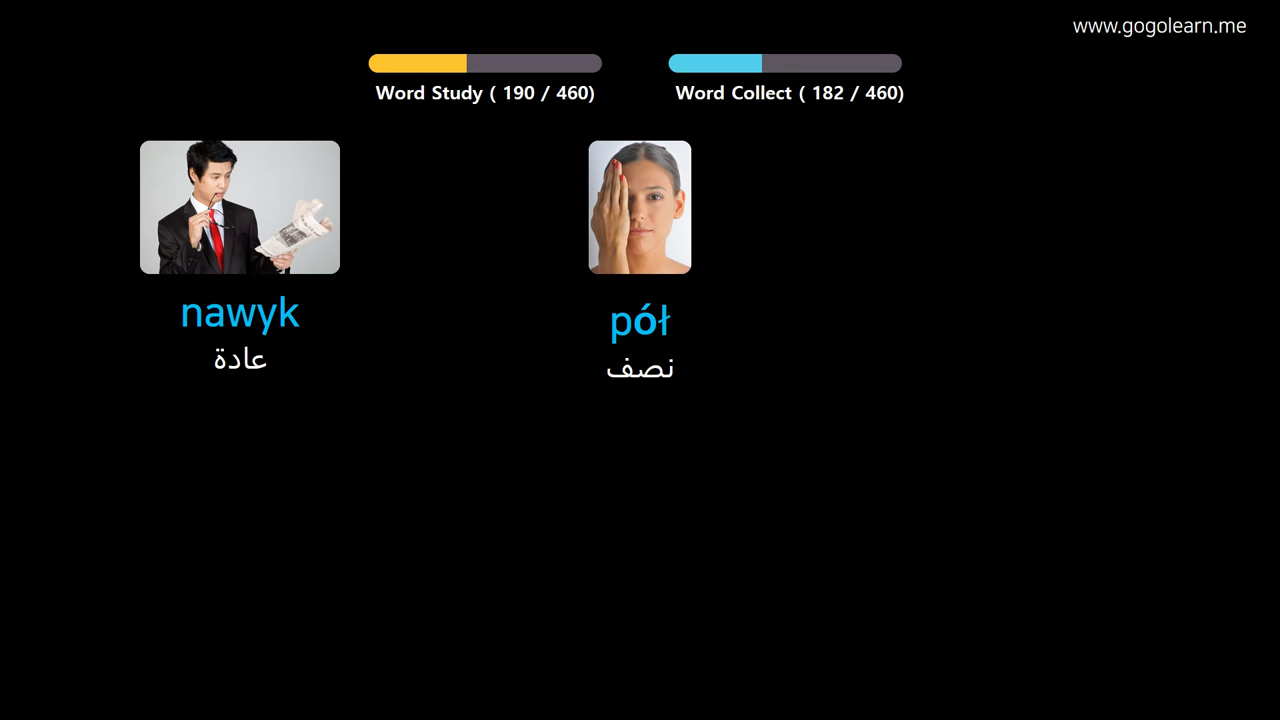 www.gogolearn.me
Word Study ( 190 / 460)
Word Collect ( 182 / 460)
nawyk
عادة
pół
نصف